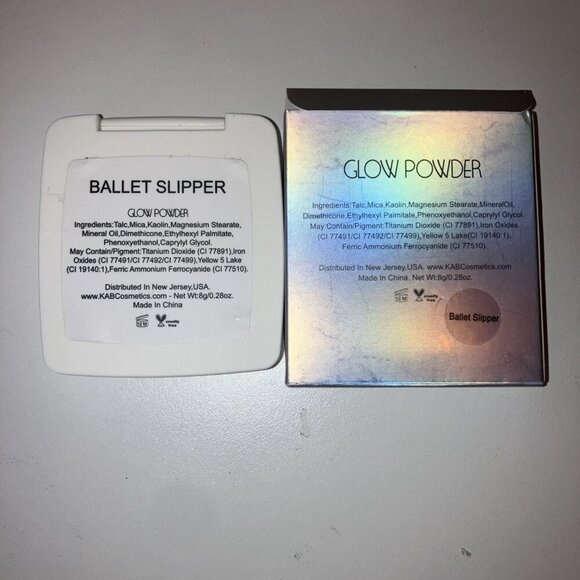 BALLET SLIPPER
GLOW POWDER
Ingredients:Talc,Mica,Kaolin,Magnesium Stearate,
Mineral Oil,Dimethicone,Ethylhexyl Palmitate,
Phenoxyethanol,Caprylyl Glycol.
May Contain/Pigment:Titanium Dioxide (CI 77891),Iron
Oxides (CI 77491/CI 77492/CI 77499),Yellow 5 Lake
(CI 19140:1),Ferric Ammonium Ferrocyanide (CI 77510).
Distributed In New Jersey,USA.
www.KABCosmetics.com - Net Wt:8g/0.28oz.
Made In China
12 M
cruelty
free
GLOW POWDER
Ingredients:Talc,Mica,Kaolin,Magnesium Stearate,MineralOil,
Dimethicone,Ethylhexyl Palmitate,Phenoxyethanol,Caprylyl Glycol.
May Contain/Pigment:Titanium Dioxide (CI 77891),Iron Oxides
(CI 77491/CI 77492/CI 77499),Yellow 5 Lake(CI 19140:1),
Ferric Ammonium Ferrocyanide (CI 77510).
Distributed In New Jersey,USA. www.KABCosmetics.com
Made In China. Net Wt:8g/0.28oz.
12 M
cruelty
free
Ballet Slipper